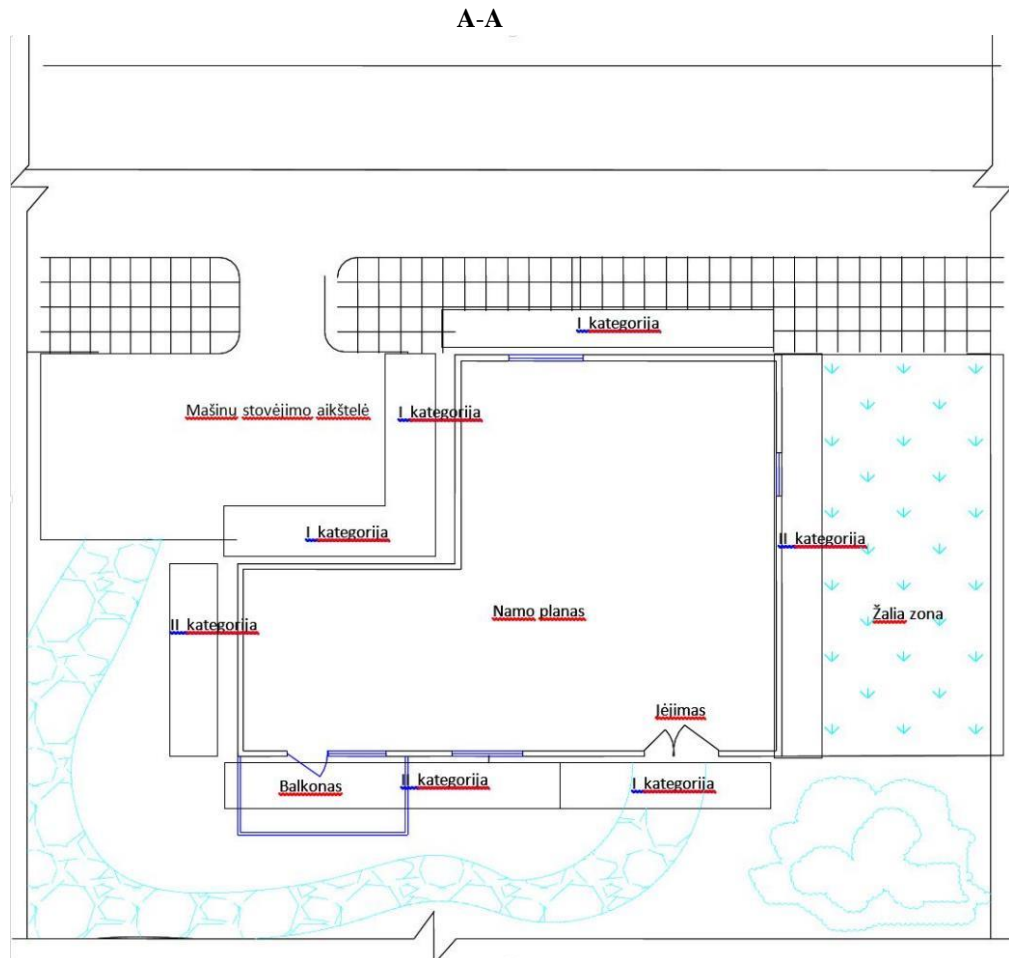 A-A
I kategorija
Mašinų stovėjimo aikštelė
I kategorija
I kategorija
II kategorija
Namo planas
II kategorija
Žalia zona
Įėjimas
Balkonas
II kategorija
I kategorija